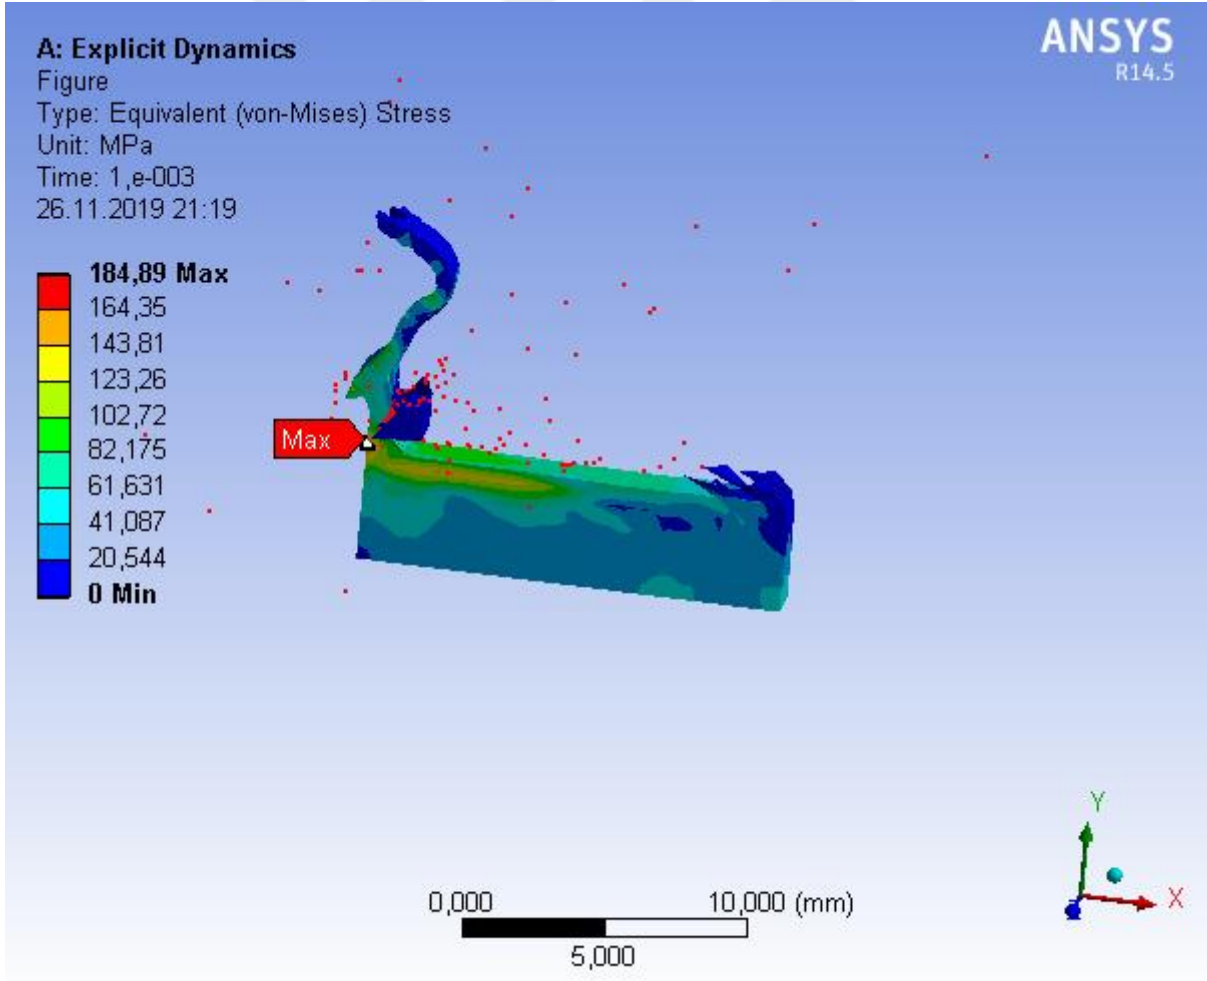 A: Explicit Dynamics
Figure
Type: Equivalent (von-Mises) Stress
Unit: MPa
Time: 1,e-003
26.11.2019 21:19
ANSYS
R14.5
184,89 Max
164,35
143,81
123,26
102,72
82,175
61,631
41,087
20,544
0 Min
Max
0,000 10,000 (mm)
5,000
Y
X